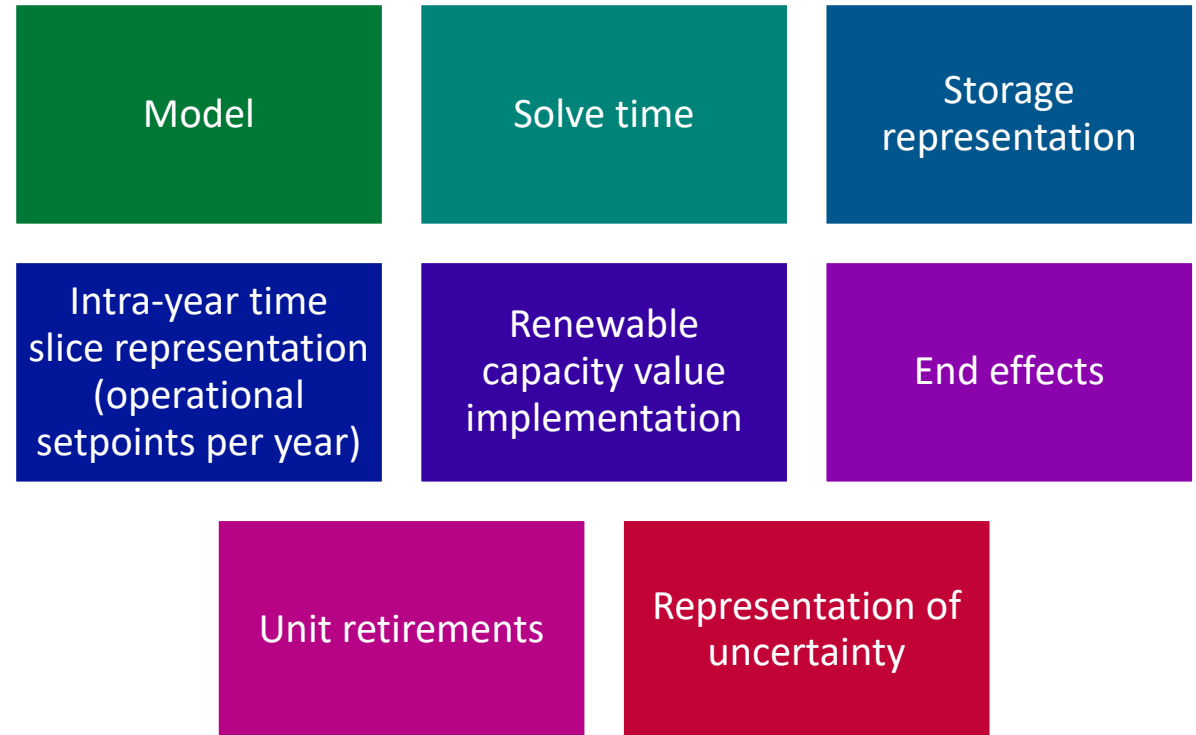 Model
Solve time
Storage
representation
Intra-year time
slice representation
(operational
setpoints per year)
Renewable
capacity value
implementation
End effects
Unit retirements
Representation of
uncertainty